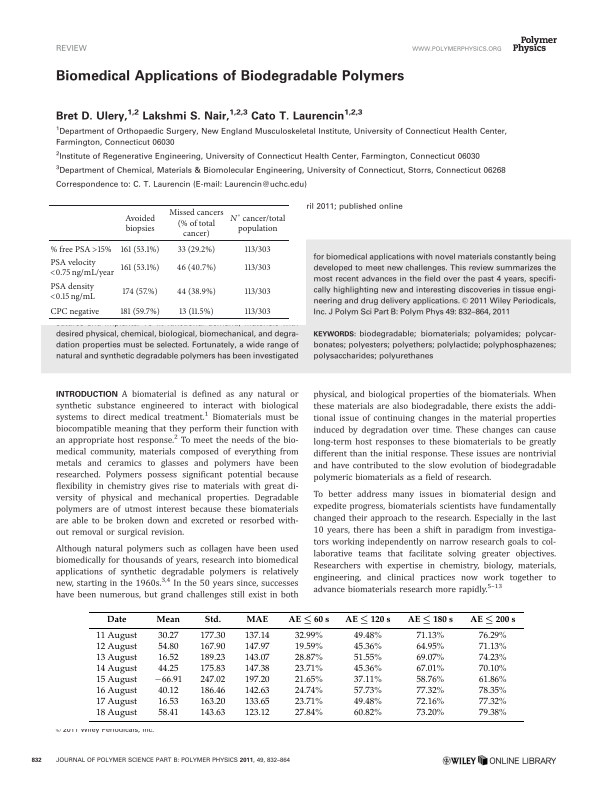 REVIEW
WWW.POLYMERPHYSICS.ORG
Polymer
Physics
Biomedical Applications of Biodegradable Polymers
Bret D. Ulery,1,2 Lakshmi S. Nair,1,2,3 Cato T. Laurencin1,2,3
1Department of Orthopaedic Surgery, New England Musculoskeletal Institute, University of Connecticut Health Center,
Farmington, Connecticut 06030
2Institute of Regenerative Engineering, University of Connecticut Health Center, Farmington, Connecticut 06030
3Department of Chemical, Materials & Biomolecular Engineering, University of Connecticut, Storrs, Connecticut 06268
Correspondence to: C. T. Laurencin (E-mail: Laurencin@uchc.edu)
ril 2011; published online
Avoided biopsies Missed cancers (% of total cancer) N° cancer/total population
% free PSA >15% 161 (53.1%) 33 (29.2%) 113/303
PSA velocity <0.75 ng/mL/year 161 (53.1%) 46 (40.7%) 113/303
PSA density <0.15 ng/mL 174 (57.%) 44 (38.9%) 113/303
CPC negative 181 (59.7%) 13 (11.5%) 113/303
desired physical, chemical, biological, biomechanical, and degra-
dation properties must be selected. Fortunately, a wide range of
natural and synthetic degradable polymers has been investigated
for biomedical applications with novel materials constantly being
developed to meet new challenges. This review summarizes the
most recent advances in the field over the past 4 years, specifi-
cally highlighting new and interesting discoveries in tissue engi-
neering and drug delivery applications. © 2011 Wiley Periodicals,
Inc. J Polym Sci Part B: Polym Phys 49: 832–864, 2011
KEYWORDS: biodegradable; biomaterials; polyamides; polycar-
bonates; polyesters; polyethers; polylactide; polyphosphazenes;
polysaccharides; polyurethanes
INTRODUCTION A biomaterial is defined as any natural or
synthetic substance engineered to interact with biological
systems to direct medical treatment.1 Biomaterials must be
biocompatible meaning that they perform their function with
an appropriate host response.2 To meet the needs of the bio-
medical community, materials composed of everything from
metals and ceramics to glasses and polymers have been
researched. Polymers possess significant potential because
flexibility in chemistry gives rise to materials with great di-
versity of physical and mechanical properties. Degradable
polymers are of utmost interest because these biomaterials
are able to be broken down and excreted or resorbed with-
out removal or surgical revision.
Although natural polymers such as collagen have been used
biomedically for thousands of years, research into biomedical
applications of synthetic degradable polymers is relatively
new, starting in the 1960s.3,4 In the 50 years since, successes
have been numerous, but grand challenges still exist in both
physical, and biological properties of the biomaterials. When
these materials are also biodegradable, there exists the addi-
tional issue of continuing changes in the material properties
induced by degradation over time. These changes can cause
long-term host responses to these biomaterials to be greatly
different than the initial response. These issues are nontrivial
and have contributed to the slow evolution of biodegradable
polymeric biomaterials as a field of research.
To better address many issues in biomaterial design and
expedite progress, biomaterials scientists have fundamentally
changed their approach to the research. Especially in the last
10 years, there has been a shift in paradigm from investiga-
tors working independently on narrow research goals to col-
laborative teams that facilitate solving greater objectives.
Researchers with expertise in chemistry, biology, materials,
engineering, and clinical practices now work together to
advance biomaterials research more rapidly.5–13
Date Mean Std. MAE AE ≤ 60 s AE ≤ 120 s AE ≤ 180 s AE ≤ 200 s
11 August 30.27 177.30 137.14 32.99% 49.48% 71.13% 76.29%
12 August 54.80 167.90 147.97 19.59% 45.36% 64.95% 71.13%
13 August 16.52 189.23 143.07 28.87% 51.55% 69.07% 74.23%
14 August 44.25 175.83 147.38 23.71% 45.36% 67.01% 70.10%
15 August −66.91 247.02 197.20 21.65% 37.11% 58.76% 61.86%
16 August 40.12 186.46 142.63 24.74% 57.73% 77.32% 78.35%
17 August 16.53 163.20 133.65 23.71% 49.48% 72.16% 77.32%
18 August 58.41 143.63 123.12 27.84% 60.82% 73.20% 79.38%
© 2011 Wiley Periodicals, Inc.
832 JOURNAL OF POLYMER SCIENCE PART B: POLYMER PHYSICS 2011, 49, 832–864
WILEY ONLINE LIBRARY